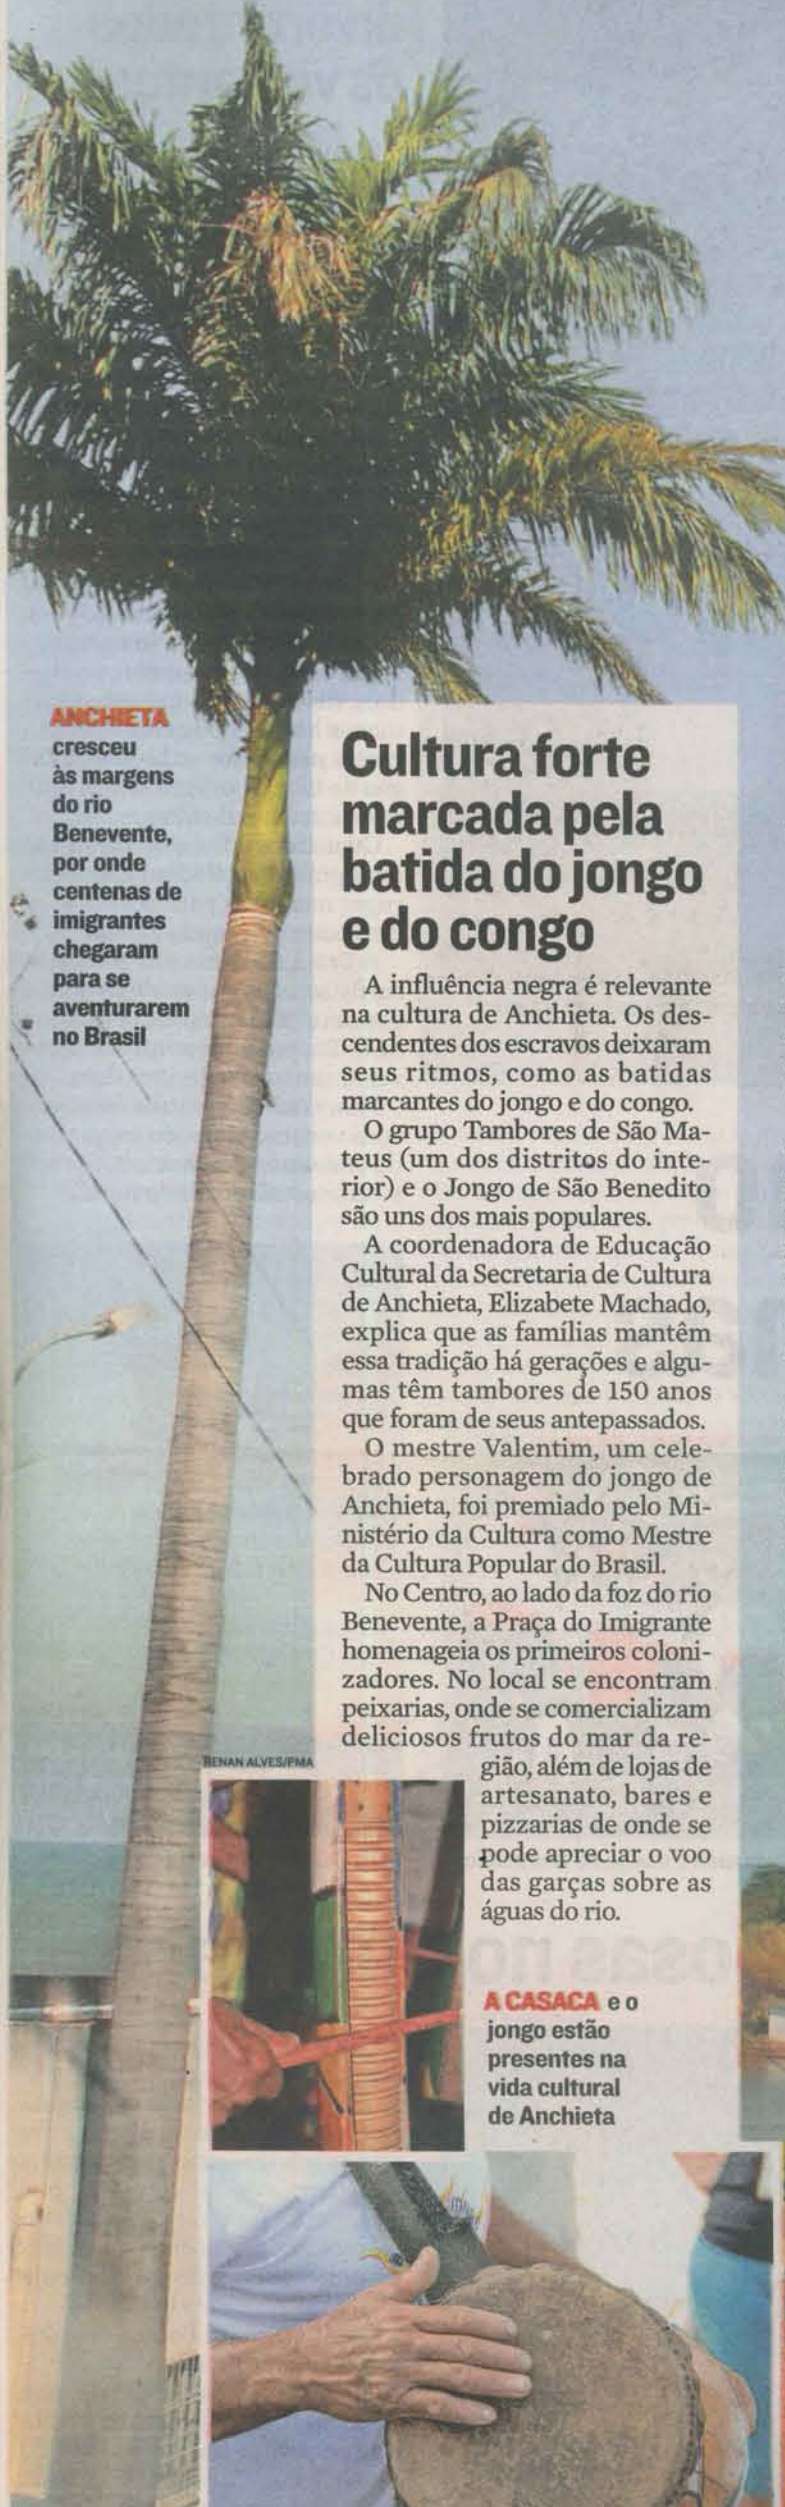 ANCHIETA
cresceu
às margens
do rio
Benevente,
por onde
centenas de
imigrantes
chegaram
para se
aventurarem
no Brasil
Cultura forte
marcada pela
batida do jongo
e do congo
A influência negra é relevante
na cultura de Anchieta. Os des-
cendentes dos escravos deixaram
seus ritmos, como as batidas
marcantes do jongo e do congo.
O grupo Tambores de São Ma-
teus (um dos distritos do inte-
rior) e o Jongo de São Benedito
são uns dos mais populares.
A coordenadora de Educação
Cultural da Secretaria de Cultura
de Anchieta, Elizabete Machado,
explica que as famílias mantêm
essa tradição há gerações e algu-
mas têm tambores de 150 anos
que foram de seus antepassados.
O mestre Valentim, um cele-
brado personagem do jongo de
Anchieta, foi premiado pelo Mi-
nistério da Cultura como Mestre
da Cultura Popular do Brasil.
No Centro, ao lado da foz do rio
Benevente, a Praça do Imigrante
homenageia os primeiros coloni-
zadores. No local se encontram
peixarias, onde se comercializam
deliciosos frutos do mar da re-
gião, além de lojas de
artesanato, bares e
pizzarias de onde se
pode apreciar o voo
das garças sobre as
águas do rio.
RENAN ALVES/PMA
A CASACA e o
jongo estão
presentes na
vida cultural
de Anchieta